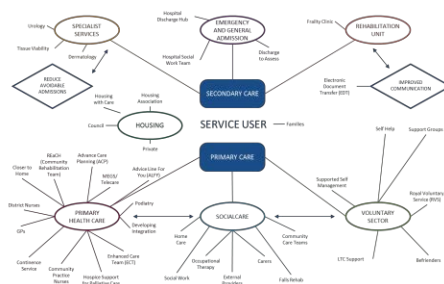 Urology
SPECIALIST
SERVICES
Tissue Viability
Dermatology
Hospital
Discharge Hub
EMERGENCY
AND GENERAL
ADMISSION
Hospital Social
Work Team
Discharge
to Assess
Frailty Clinic
REHABILITATION
UNIT
REDUCE
AVOIDABLE
ADMISSIONS
Electronic
Document
Transfer (EDT)
IMPROVED
COMMUNICATION
SECONDARY CARE
Housing
with Care
Housing
Association
Council
HOUSING
Private
SERVICE USER
Families
PRIMARY CARE
Closer to
Home
REaCH
(Community
Rehabilitation
Team)
Advance Care
Planning (ACP)
MECS/
Telecare
Advice Line For
You (ALFY)
Podiatry
District Nurses
PRIMARY
HEALTH CARE
Developing
Integration
GPs
Continence
Service
Community
Practice
Nurses
Hospice Support
for Palliative Care
Enhanced Care
Team (ECT)
SOCIALCARE
Home
Care
Social Work
Occupational
Therapy
External
Providers
Carers
Community
Care Teams
Falls Rehab
Self Help
Support Groups
Supported Self
Management
VOLUNTARY
SECTOR
Royal Voluntary
Service (RVS)
LTC Support
Befrienders